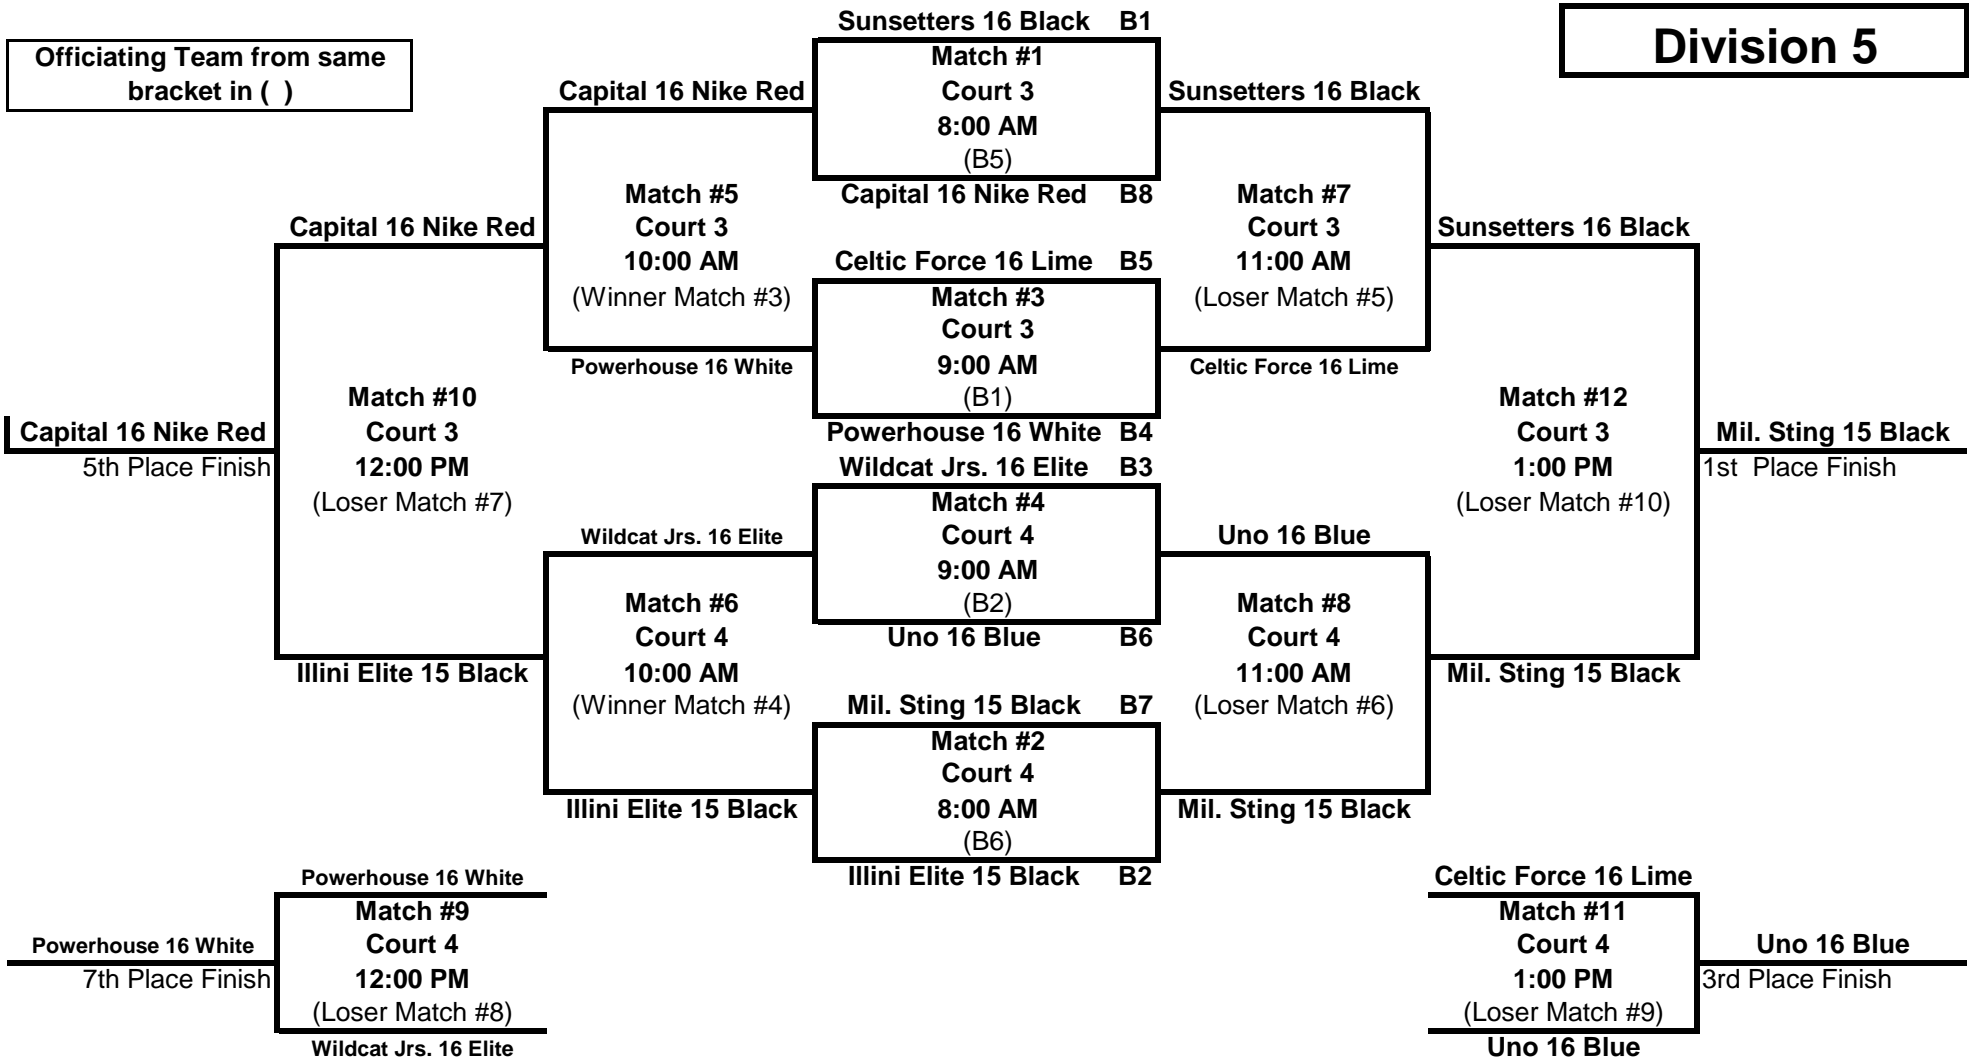 Sunsetters 16 Black B1
Division 5
Officiating Team from same
bracket in ( )
Match #1
Court 3
8:00 AM
(B5)
Capital 16 Nike Red
Sunsetters 16 Black
Capital 16 Nike Red B8
Match #5
Court 3
10:00 AM
(Winner Match #3)
Match #7
Court 3
11:00 AM
(Loser Match #5)
Capital 16 Nike Red
Sunsetters 16 Black
Celtic Force 16 Lime B5
Match #3
Court 3
9:00 AM
(B1)
Powerhouse 16 White
Celtic Force 16 Lime
Powerhouse 16 White B4
Match #10
Court 3
12:00 PM
(Loser Match #7)
Match #12
Court 3
1:00 PM
(Loser Match #10)
Capital 16 Nike Red
5th Place Finish
Mil. Sting 15 Black
1st  Place Finish
Wildcat Jrs. 16 Elite B3
Match #4
Court 4
9:00 AM
(B2)
Wildcat Jrs. 16 Elite
Uno 16 Blue
Uno 16 Blue B6
Match #6
Court 4
10:00 AM
(Winner Match #4)
Match #8
Court 4
11:00 AM
(Loser Match #6)
Illini Elite 15 Black
Mil. Sting 15 Black
Mil. Sting 15 Black B7
Match #2
Court 4
8:00 AM
(B6)
Illini Elite 15 Black
Mil. Sting 15 Black
Illini Elite 15 Black B2
Powerhouse 16 White
Match #9
Court 4
12:00 PM
(Loser Match #8)
Wildcat Jrs. 16 Elite
Powerhouse 16 White
7th Place Finish
Celtic Force 16 Lime
Match #11
Court 4
1:00 PM
(Loser Match #9)
Uno 16 Blue
Uno 16 Blue
3rd Place Finish